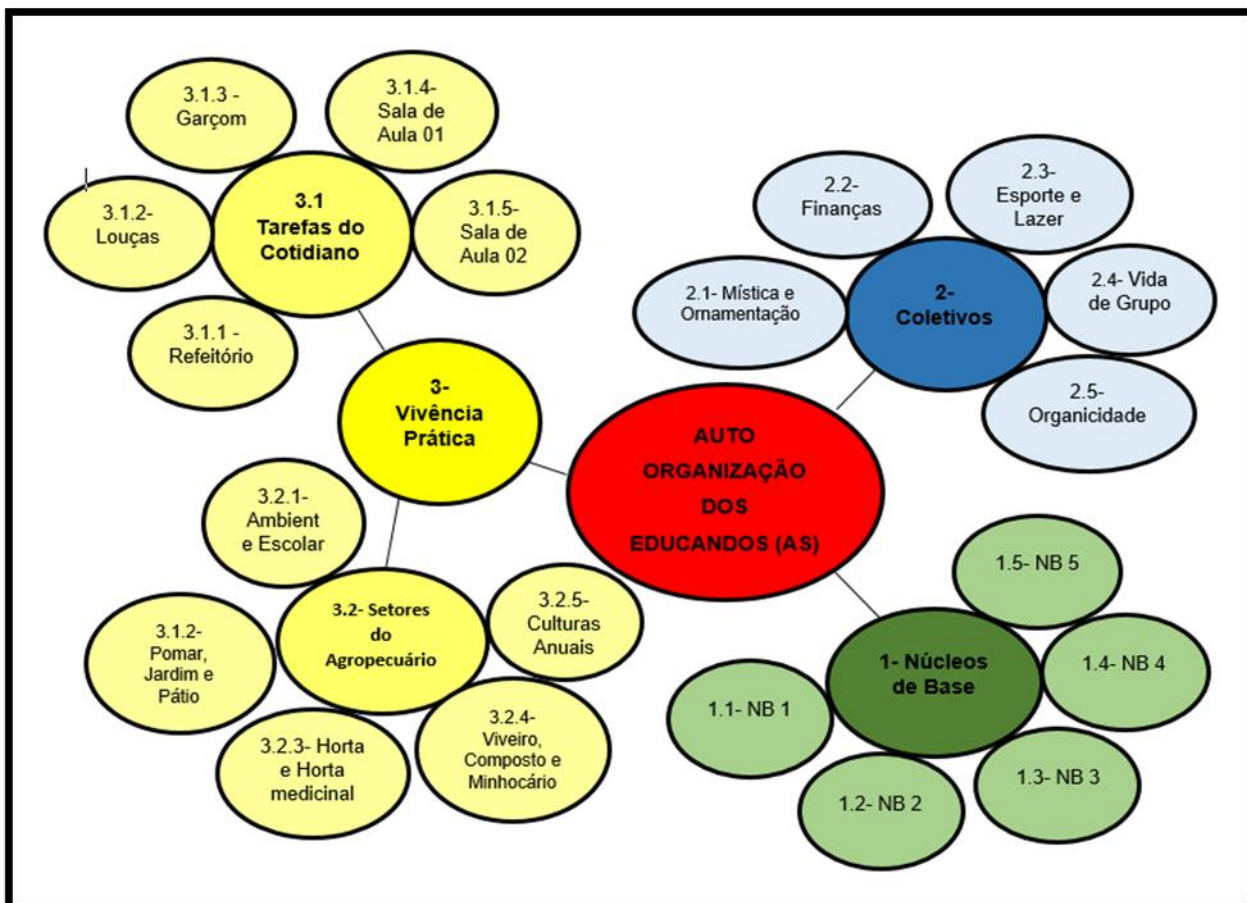 3.1.3 -
Garçom
3.1.4-
Sala de
Aula 01
3.1
Tarefas do
Cotidiano
3.1.2-
Louças
3.1.5-
Sala de
Aula 02
3.1.1 -
Refeitório
2.2-
Finanças
2.3-
Esporte e
Lazer
2.1- Mística e
Ornamentação
2-
Coletivos
2.4- Vida
de Grupo
2.5-
Organicidade
3-
Vivência
Prática
AUTO
ORGANIZAÇÃO
DOS
EDUCANDOS (AS)
3.2.1-
Ambient
e Escolar
3.1.2-
Pomar,
Jardim e
Pátio
3.2- Setores
do
Agropecuário
3.2.5-
Culturas
Anuais
3.2.3- Horta
e Horta
medicinal
3.2.4-
Viveiro,
Composto e
Minhocário
1.5- NB 5
1- Núcleos
de Base
1.4- NB 4
1.1- NB 1
1.3- NB 3
1.2- NB 2